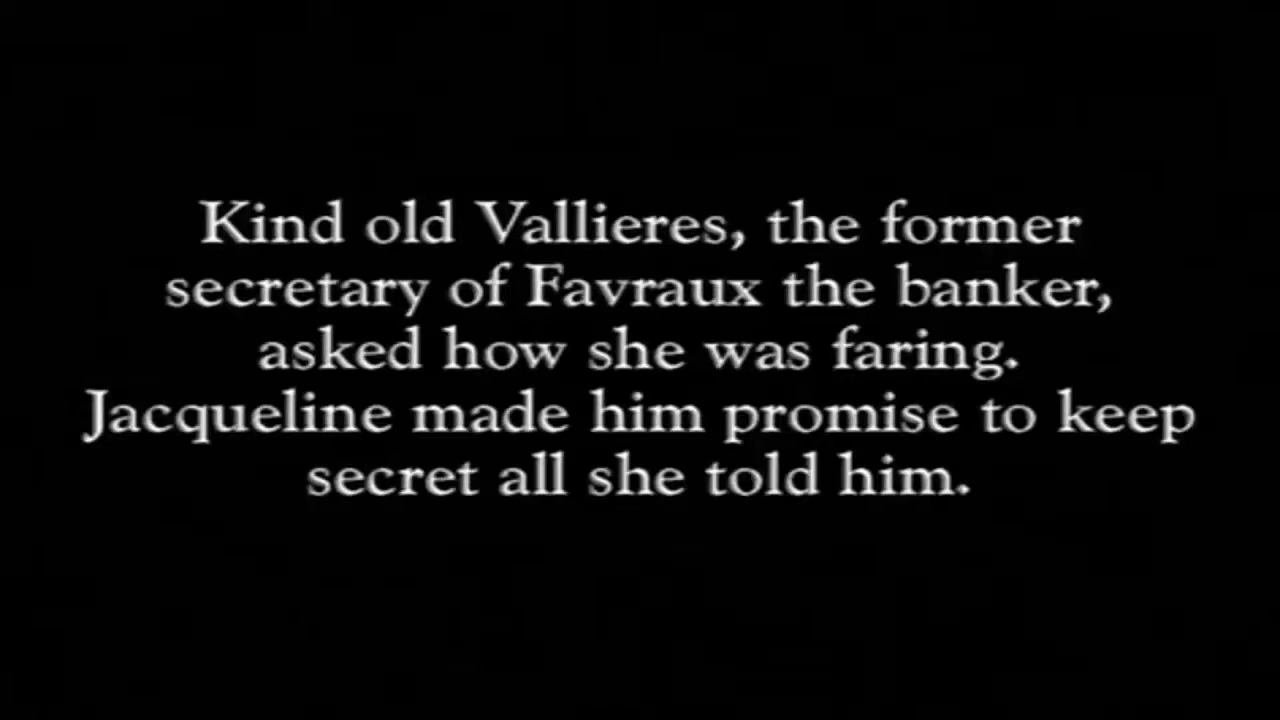 Kind old Vallieres, the former
secretary of Favraux the banker,
asked how she was faring.
Jacqueline made him promise to keep
secret all she told him.